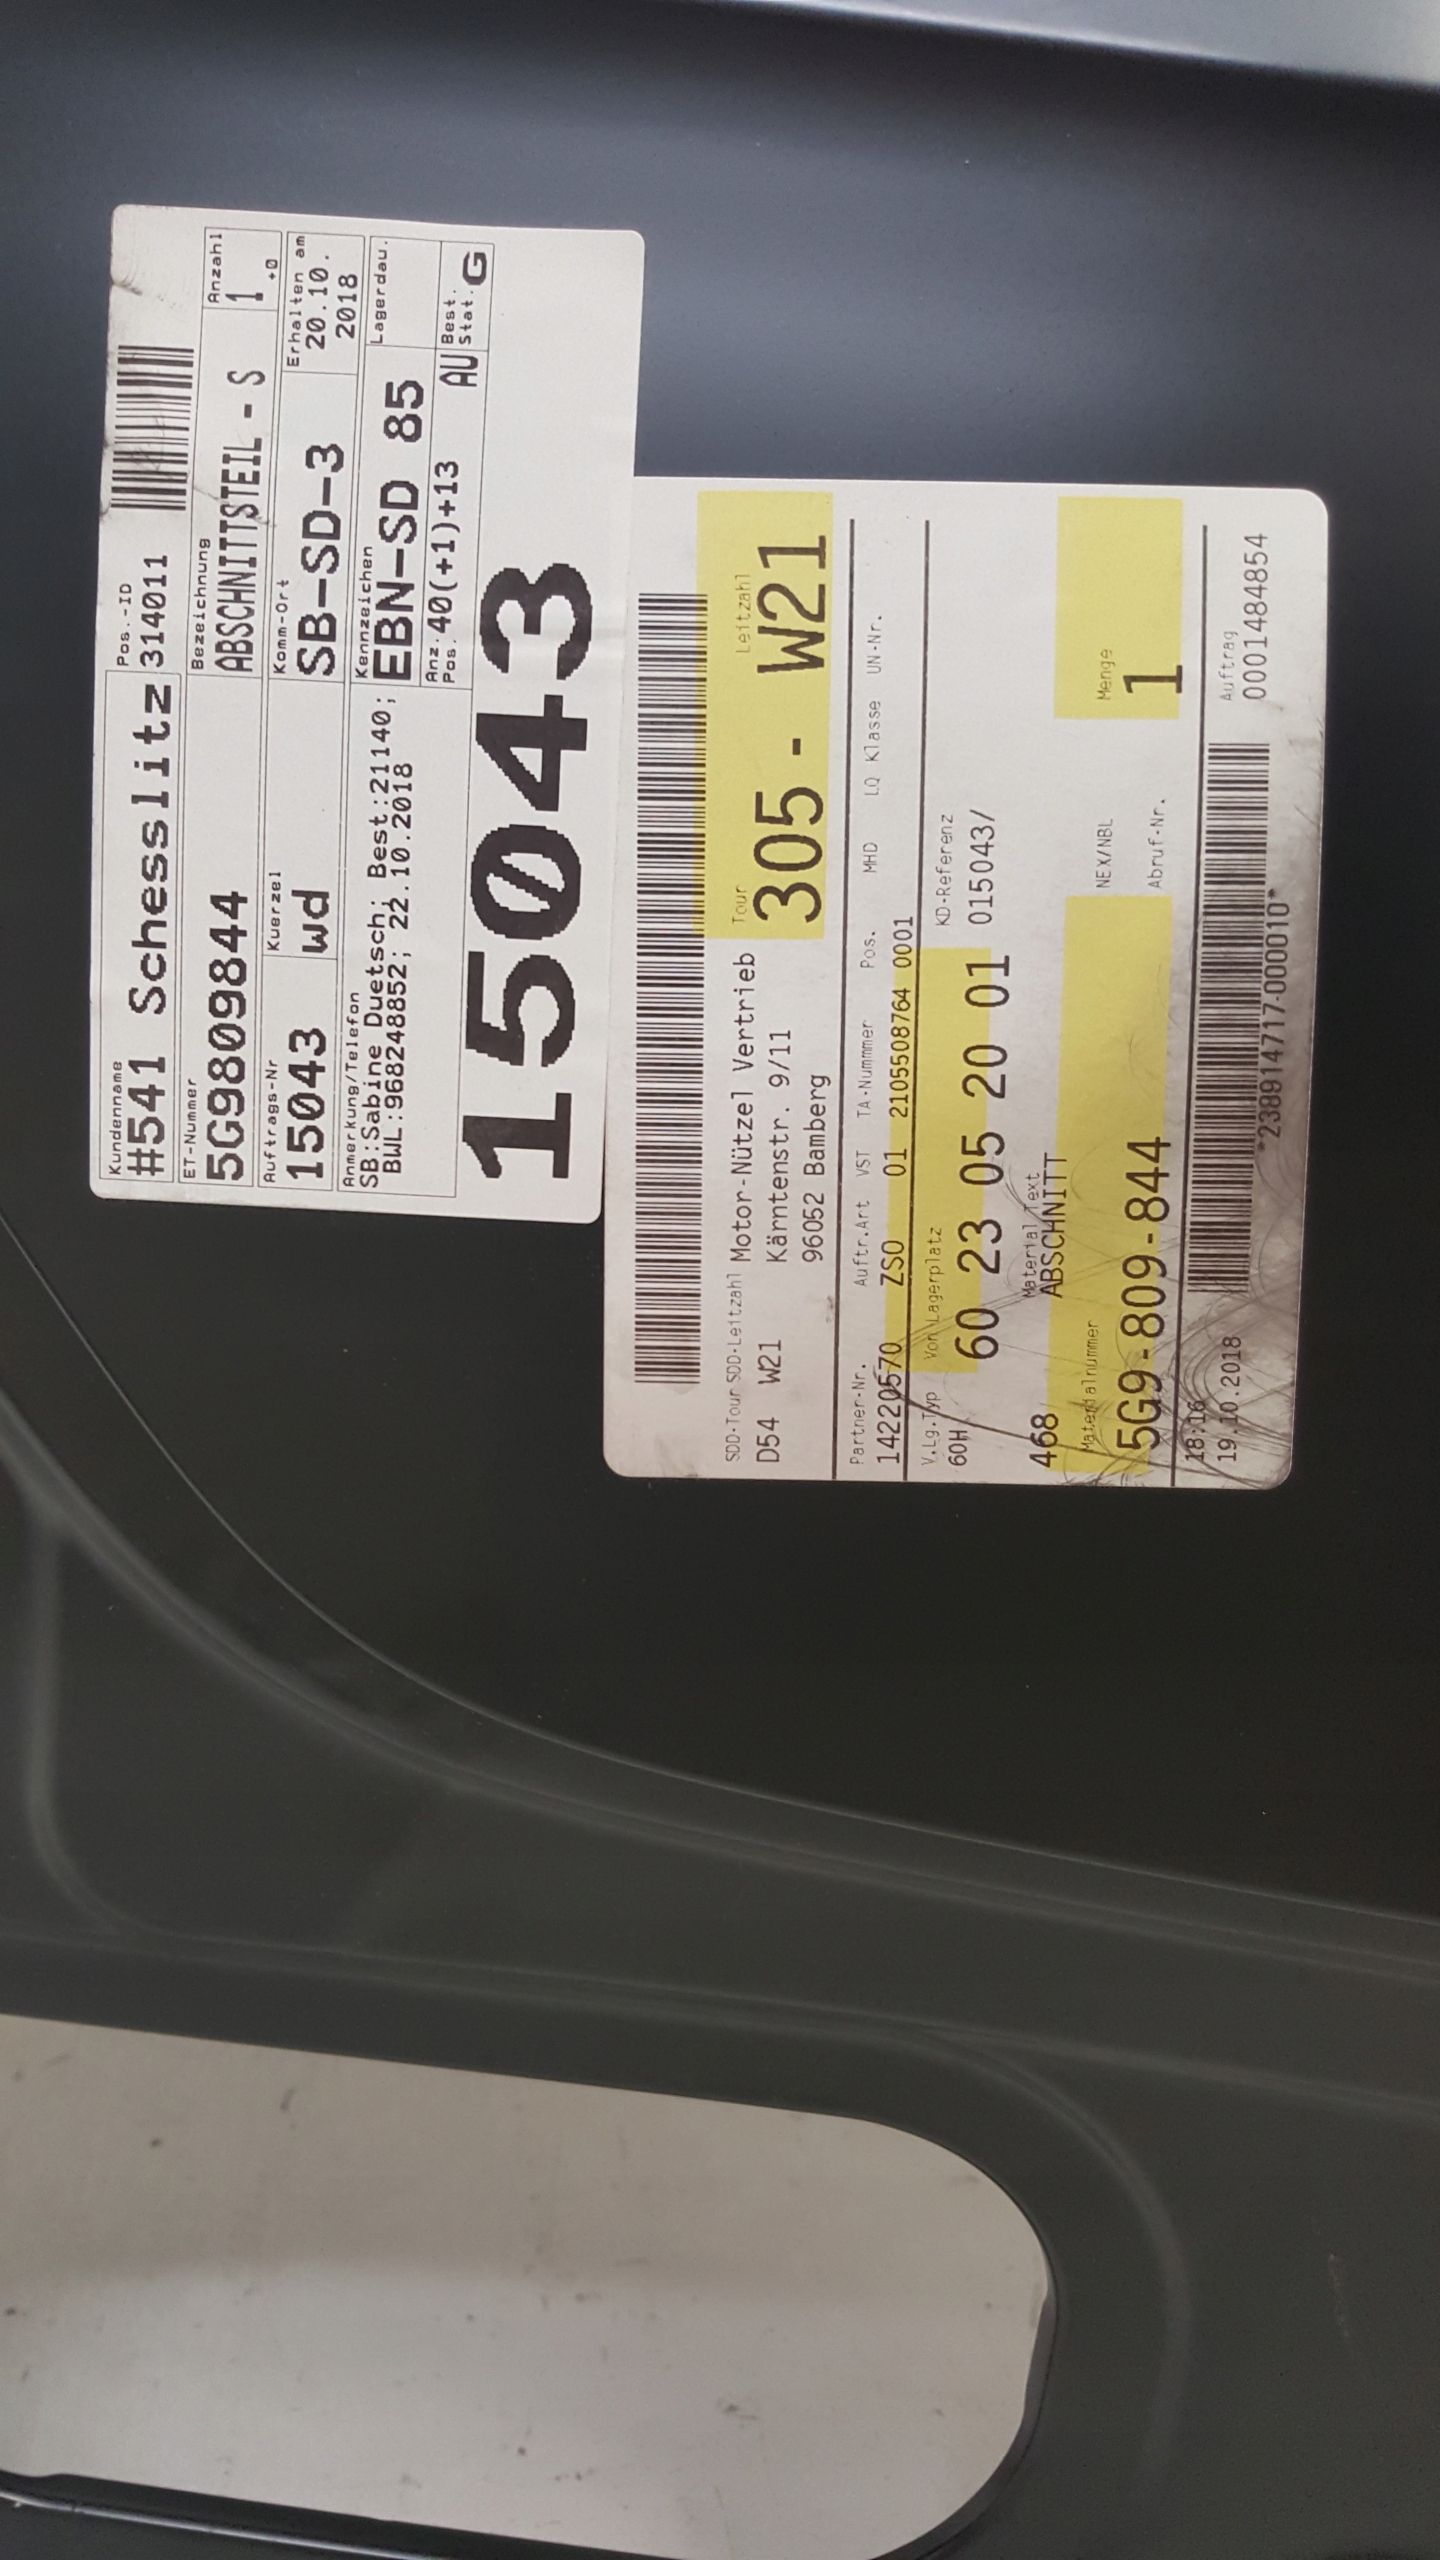 Kundenname
#541 Schesslitz
Pos.-ID
314011
ET-Nummer
5G9809844
Bezeichnung
ABSCHNITTSTEIL - S
Anzahl
1 +0
Auftrags-Nr
15043
Kuerzel
wd
Komm-Ort
SB-SD-3
Erhalten am
20.10.
2018
Anmerkung/Telefon
SB:Sabine Duetsch; Best:21140;
BWL:968248852; 22.10.2018
Kennzeichen
EBN-SD 85
Lagerdau.
Anz.
Pos. 40(+1)+13 AU
Best.
Stat. G
15043
SDD-Tour SDD-Leitzahl
D54 W21
Motor-Nützel Vertrieb
Kärntenstr. 9/11
96052 Bamberg
Tour
Leitzahl
305 - W21
Partner-Nr. Auftr.Art VST TA-Nummer Pos. MHD LQ Klasse UN-Nr.
14220570 ZSO 01 2105508764 0001
V.Lg.Typ Von Lagerplatz KD-Referenz
60H 60 23 05 20 01 015043/
Material Text
468 ABSCHNITT
Materialnummer NEX/NBL Menge
5G9-809-844 1
Abruf-Nr.
18:16
19.10.2018
Auftrag
0001484854
*2389914717-000010*